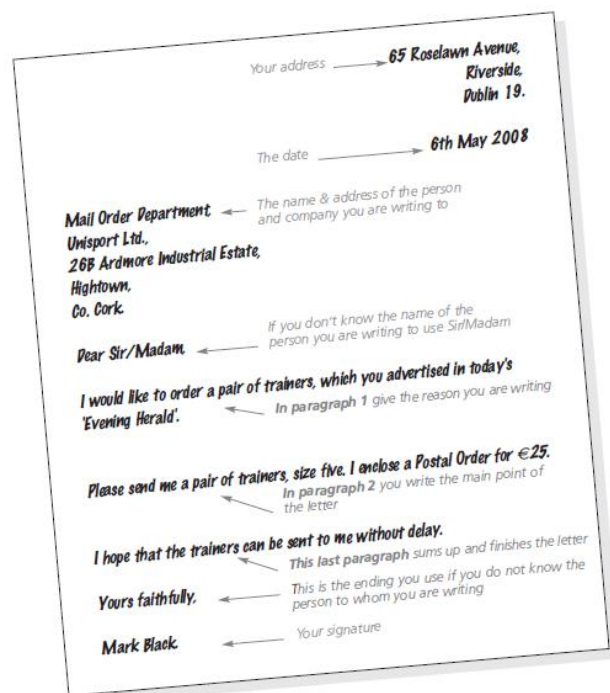 Your address
65 Roselawn Avenue,
Riverside,
Dublin 19.
The date
6th May 2008
Mail Order Department
The name & address of the person
and company you are writing to
Unisport Ltd.,
26B Ardmore Industrial Estate,
Hightown,
Co. Cork.
If you don't know the name of the
person you are writing to use Sir/Madam
Dear Sir/Madam,
I would like to order a pair of trainers, which you advertised in today's
'Evening Herald'.
In paragraph 1 give the reason you are writing
Please send me a pair of trainers, size five. I enclose a Postal Order for €25.
In paragraph 2 you write the main point of
the letter
I hope that the trainers can be sent to me without delay.
This last paragraph sums up and finishes the letter
Yours faithfully,
This is the ending you use if you do not know the
person to whom you are writing
Mark Black.
Your signature